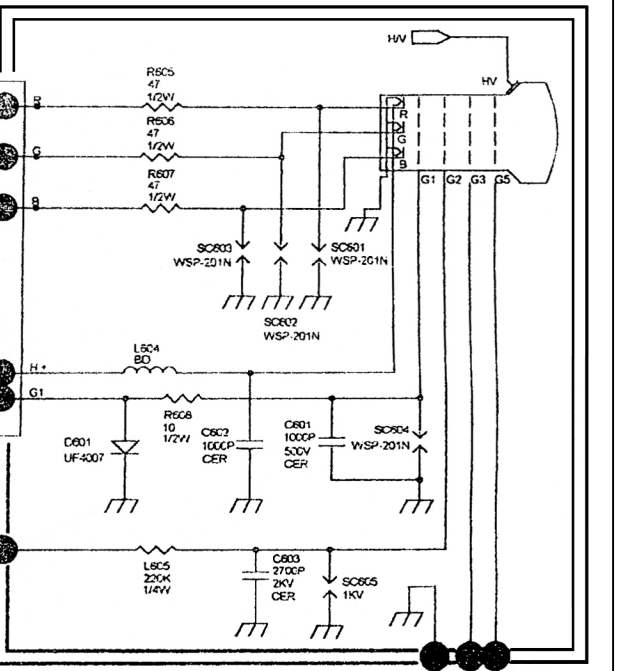 H/V
HV
R605
47
1/2W
R
R606
47
1/2W
G
R607
47
1/2W
B
R
G
B
G1 G2 G3 G5
SC603
WSP-201N
SC601
WSP-201N
SC602
WSP-201N
L604
BD
H+
G1
R608
10
1/2W
D601
UF4007
C602
1000P
CER
C601
1000P
500V
CER
SC604
WSP-201N
L605
220K
1/4W
C603
2700P
2KV
CER
SC605
1KV